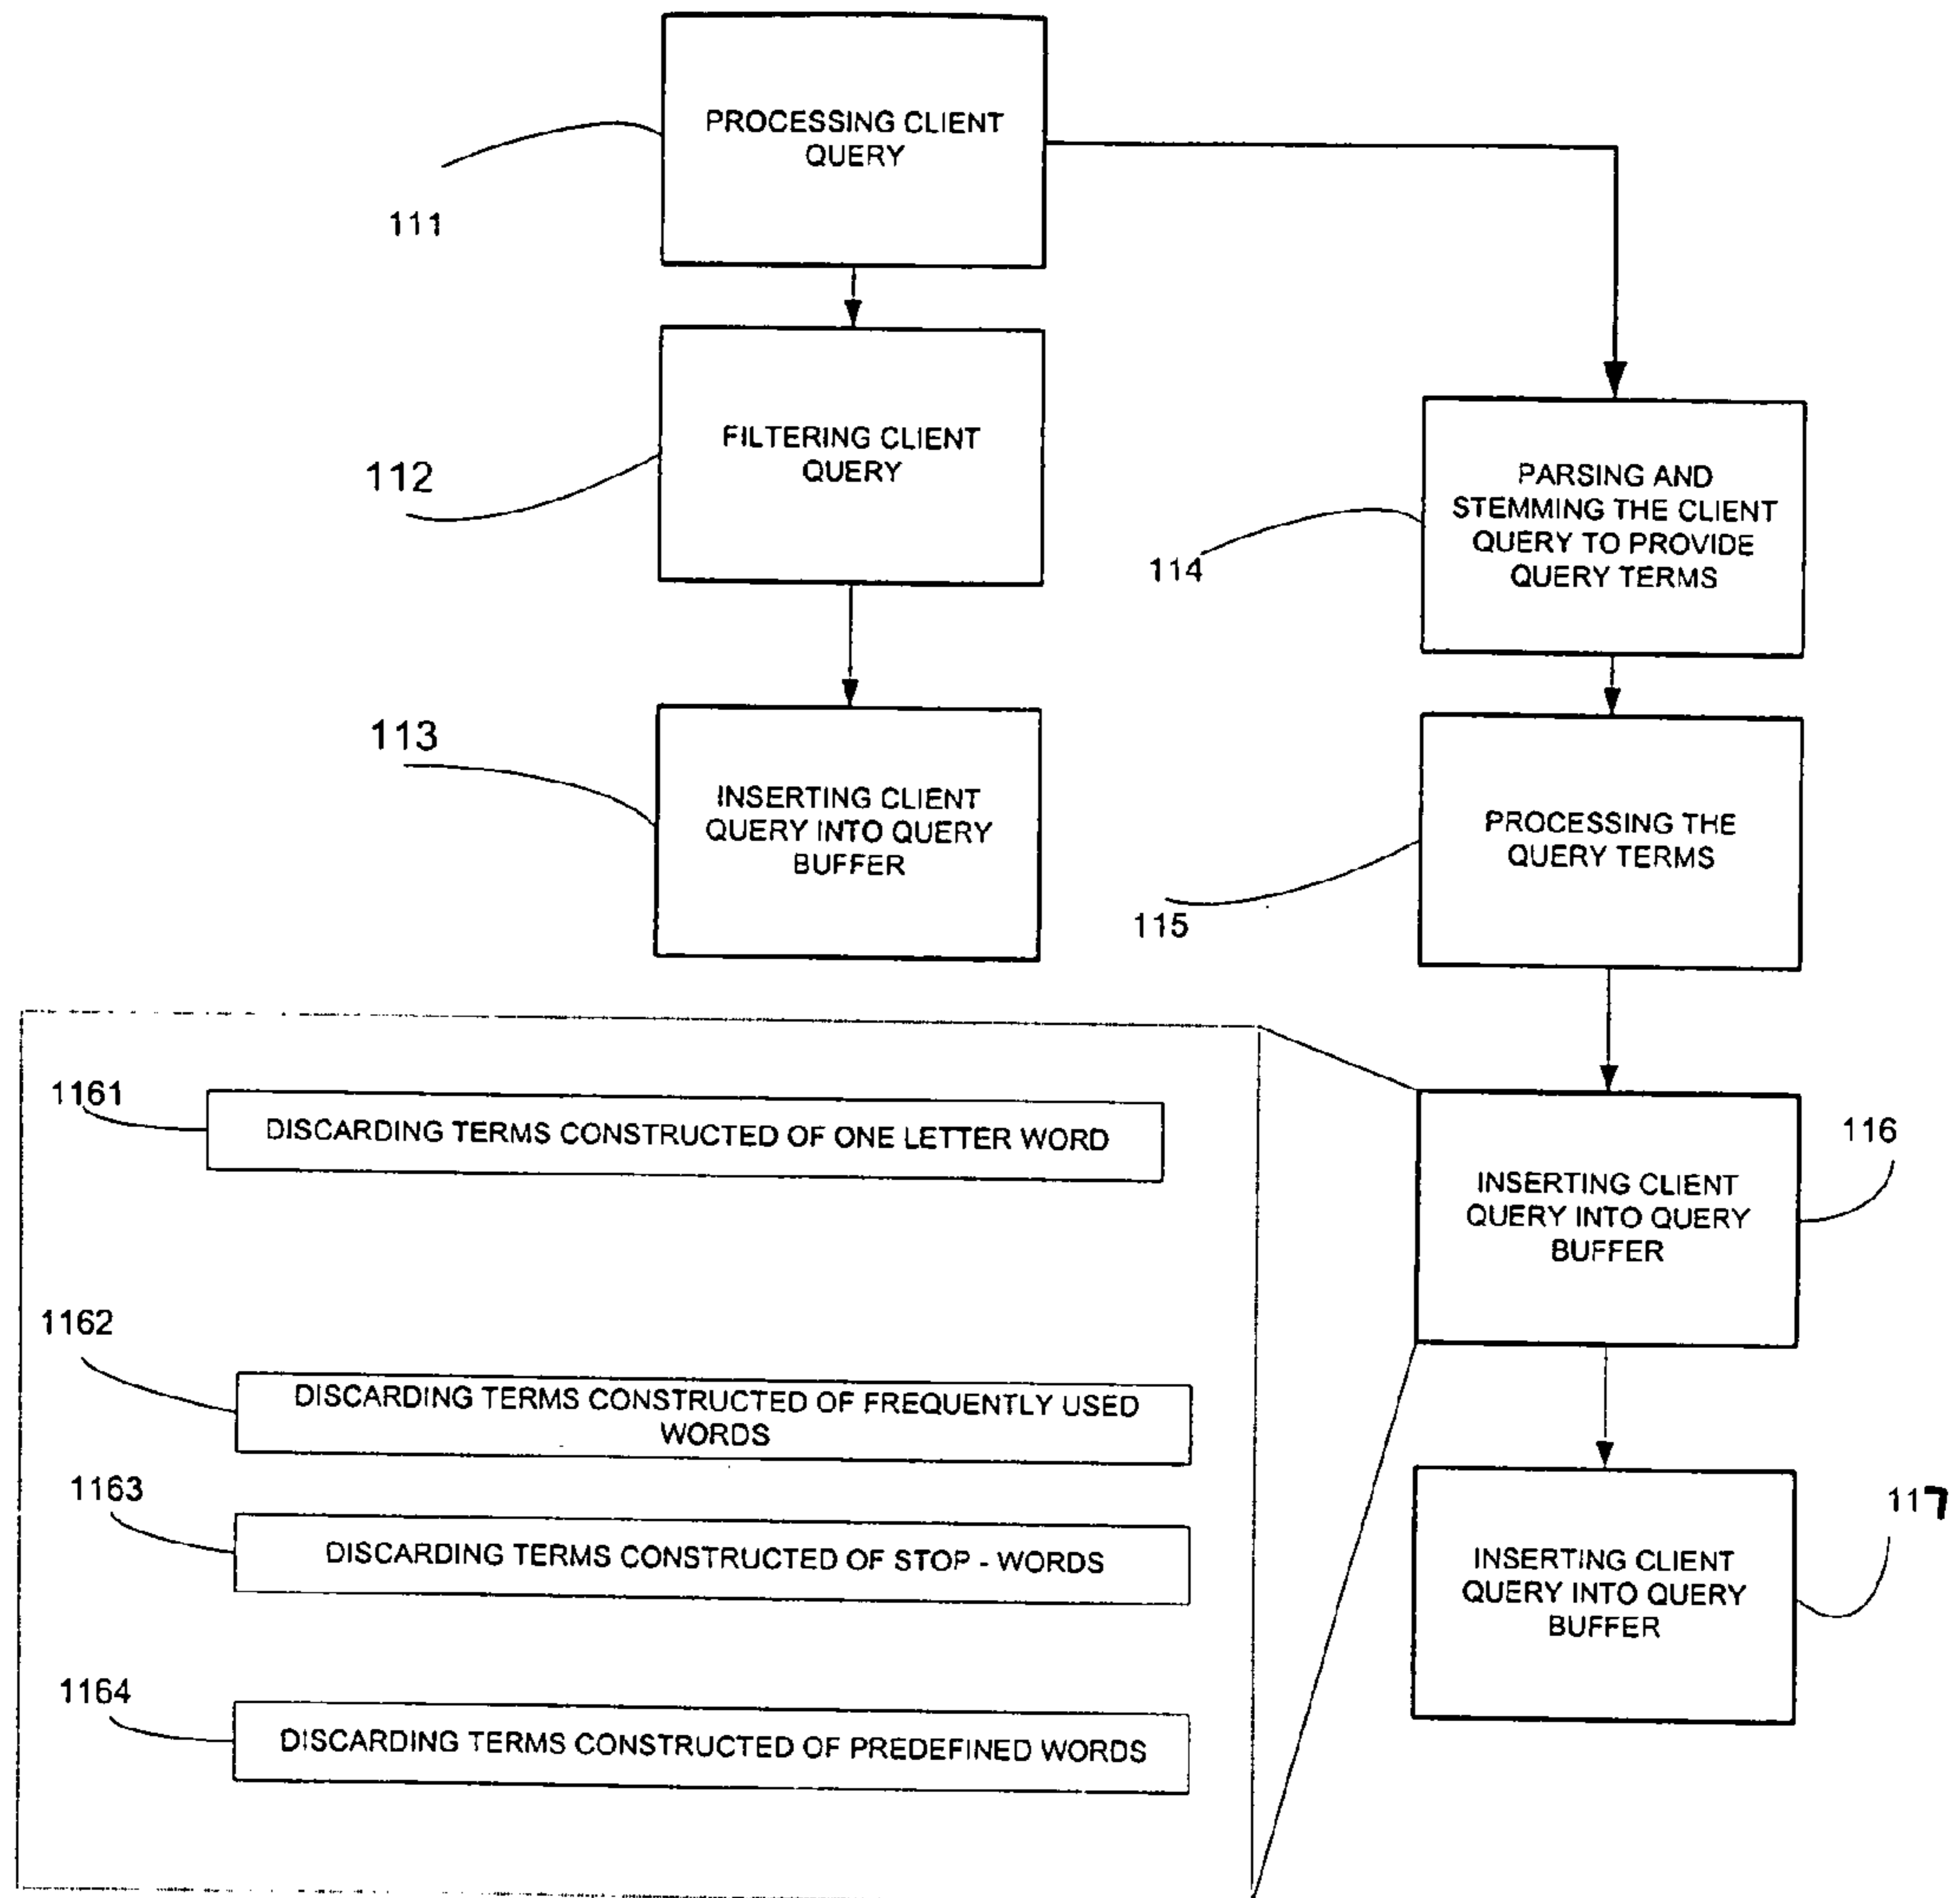 PROCESSING CLIENT
QUERY
111
FILTERING CLIENT
QUERY
112
PARSING AND
STEMMING THE CLIENT
QUERY TO PROVIDE
QUERY TERMS
114
113
INSERTING CLIENT
QUERY INTO QUERY
BUFFER
PROCESSING THE
QUERY TERMS
115
1161
DISCARDING TERMS CONSTRUCTED OF ONE LETTER WORD
116
INSERTING CLIENT
QUERY INTO QUERY
BUFFER
1162
DISCARDING TERMS CONSTRUCTED OF FREQUENTLY USED
WORDS
1163
DISCARDING TERMS CONSTRUCTED OF STOP - WORDS
117
INSERTING CLIENT
QUERY INTO QUERY
BUFFER
1164
DISCARDING TERMS CONSTRUCTED OF PREDEFINED WORDS